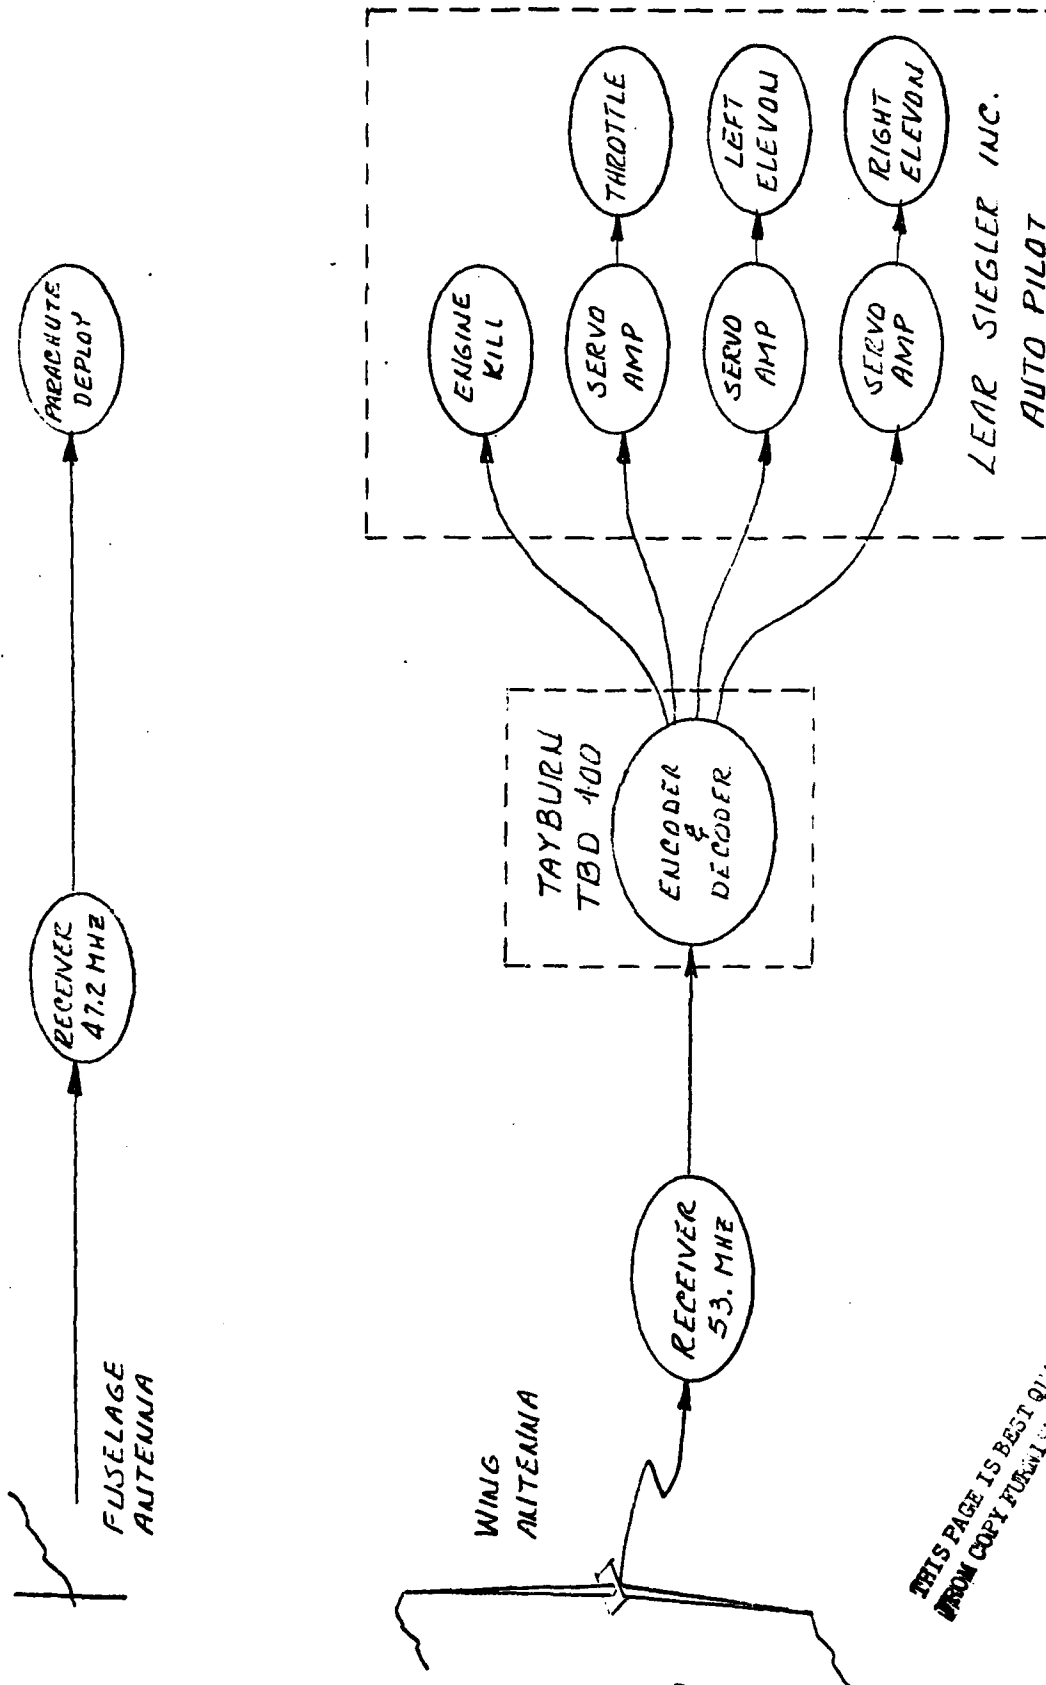 FUSELAGE
ANTENNA
RECEIVER
47.2 MHZ
PARACHUTE
DEPLOY
WING
ANTENNA
RECEIVER
53. MHZ
TAYBURN
TBD 100
ENCODER
&
DECODER
ENGINE
KILL
SERVO
AMP
THROTTLE
SERVO
AMP
LEFT
ELEVON
SERVO
AMP
RIGHT
ELEVON
LEAR SIEGLER INC.
AUTO PILOT
THIS PAGE IS BEST
FROM COPY